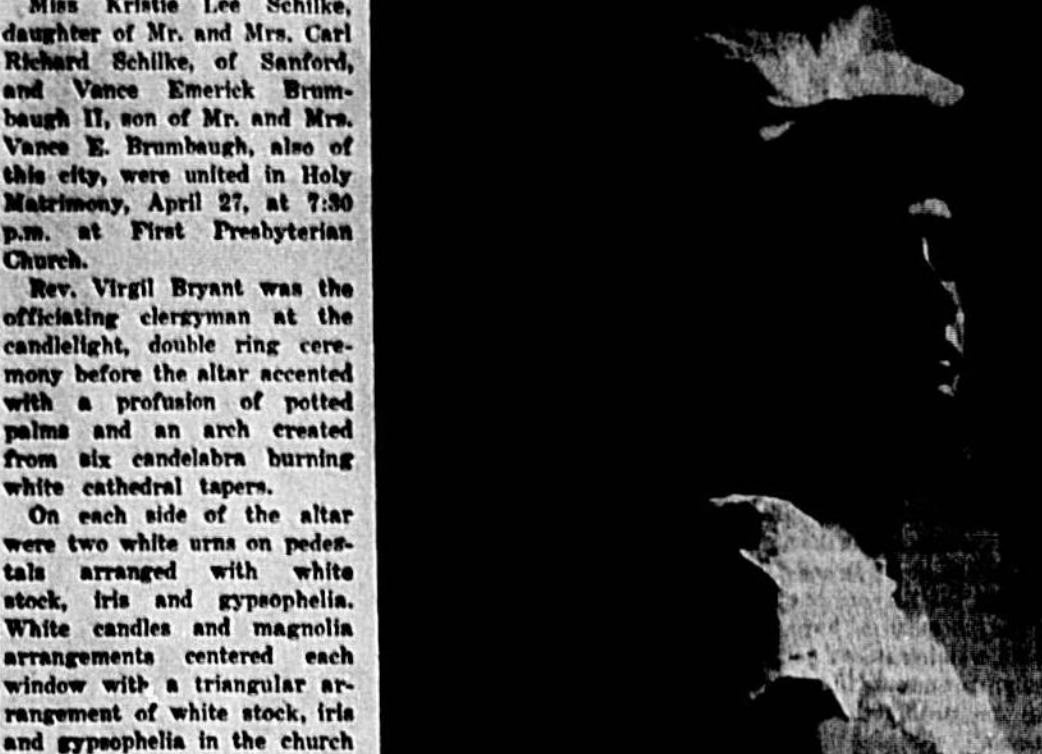 Miss Kristie Lee Schilke,
daughter of Mr. and Mrs. Carl
Richard Schilke, of Sanford,
and Vance Emerick Brum-
baugh II, son of Mr. and Mrs.
Vance E. Brumbaugh, also of
this city, were united in Holy
Matrimony, April 27, at 7:30
p.m. at First Presbyterian
Church.
Rev. Virgil Bryant was the
officiating clergyman at the
candlelight, double ring cere-
mony before the altar accented
with a profusion of potted
palms and an arch created
from six candelabra burning
white cathedral tapers.
On each side of the altar
were two white urns on pedes-
tals arranged with white
stock, iris and gypsophelia.
White candles and magnolia
arrangements centered each
window with a triangular ar-
rangement of white stock, iris
and gypsophelia in the church